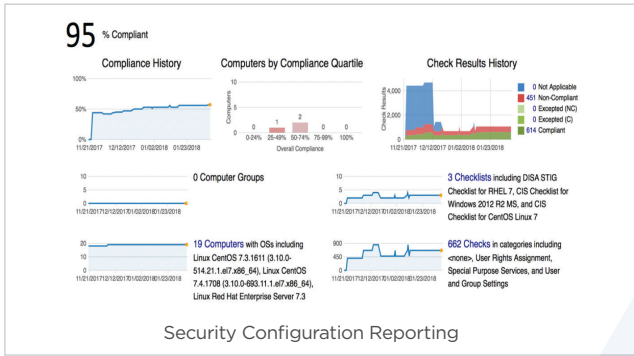 95 % Compliant
Compliance History
100%
50%
0%
11/21/2017 12/12/2017 01/02/2018 01/23/2018
Computers by Compliance Quartile
Computers
10
5
0
0
1
2
0
0
0-24% 25-49% 50-74% 75-99% 100%
Overall Compliance
Check Results History
Check Results
4,000
2,000
0
11/21/2017 12/12/2017 01/02/2018 01/23/2018
0 Not Applicable
451 Non-Compliant
0 Excepted (NC)
0 Excepted (C)
614 Compliant
10
5
0
11/21/2017 12/12/2017 01/02/2018 01/23/2018
0 Computer Groups
10
5
0
11/21/2017 12/12/2017 01/02/2018 01/23/2018
3 Checklists including DISA STIG
Checklist for RHEL 7, CIS Checklist for
Windows 2012 R2 MS, and CIS
Checklist for CentOS Linux 7
20
10
0
11/21/2017 12/12/2017 01/02/2018 01/23/2018
19 Computers with OSs including
Linux CentOS 7.3.1611 (3.10.0-
514.21.1.el7.x86_64), Linux CentOS
7.4.1708 (3.10.0-693.11.1.el7.x86_64),
Linux Red Hat Enterprise Server 7.3
900
450
0
11/21/2017 12/12/2017 01/02/2018 01/23/2018
662 Checks in categories including
<none>, User Rights Assignment,
Special Purpose Services, and User
and Group Settings
Security Configuration Reporting